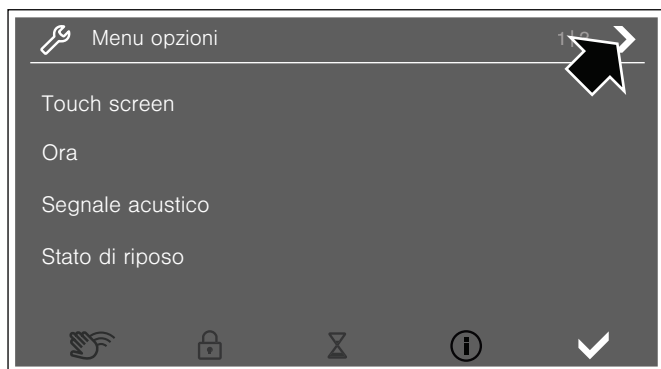 Menu opzioni
Touch screen
Ora
Segnale acustico
Stato di riposo